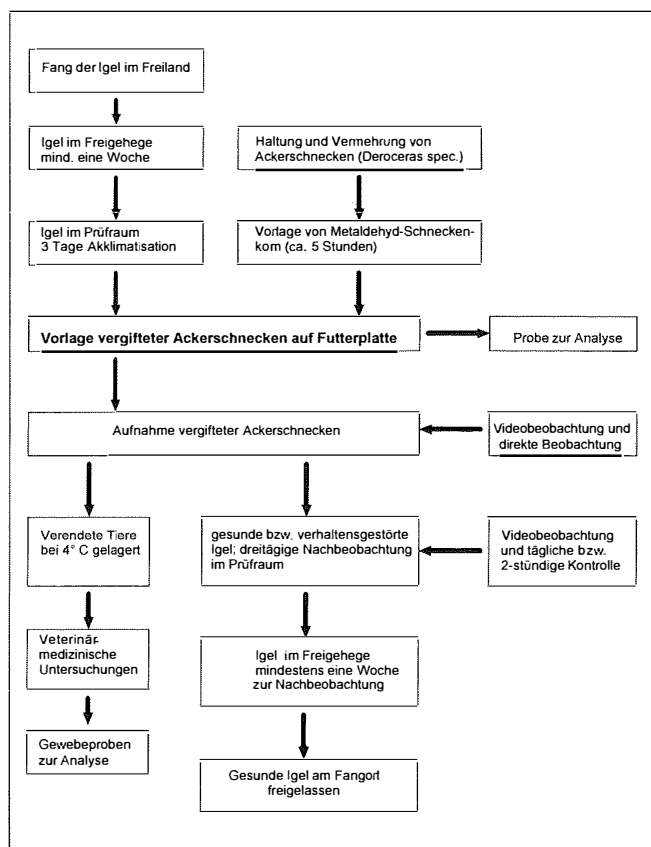 Fang der Igel im Freiland
Igel im Freigehege
mind. eine Woche
Haltung und Vermehrung von
Ackerschnecken (Deroceras spec.)
Igel im Prüfraum
3 Tage Akklimatisation
Vorlage von Metaldehyd-Schnecken-
kom (ca. 5 Stunden)
Vorlage vergifteter Ackerschnecken auf Futterplatte
Probe zur Analyse
Aufnahme vergifteter Ackerschnecken
Videobeobachtung und
direkte Beobachtung
Verendete Tiere
bei 4° C gelagert
gesunde bzw. verhaltensgestörte
Igel; dreitägige Nachbeobachtung
im Prüfraum
Videobeobachtung
und tägliche bzw.
2-stündige Kontrolle
Veterinär-
medizinische
Untersuchungen
Igel im Freigehege
mindestens eine Woche
zur Nachbeobachtung
Gewebeproben
zur Analyse
Gesunde Igel am Fangort
freigelassen